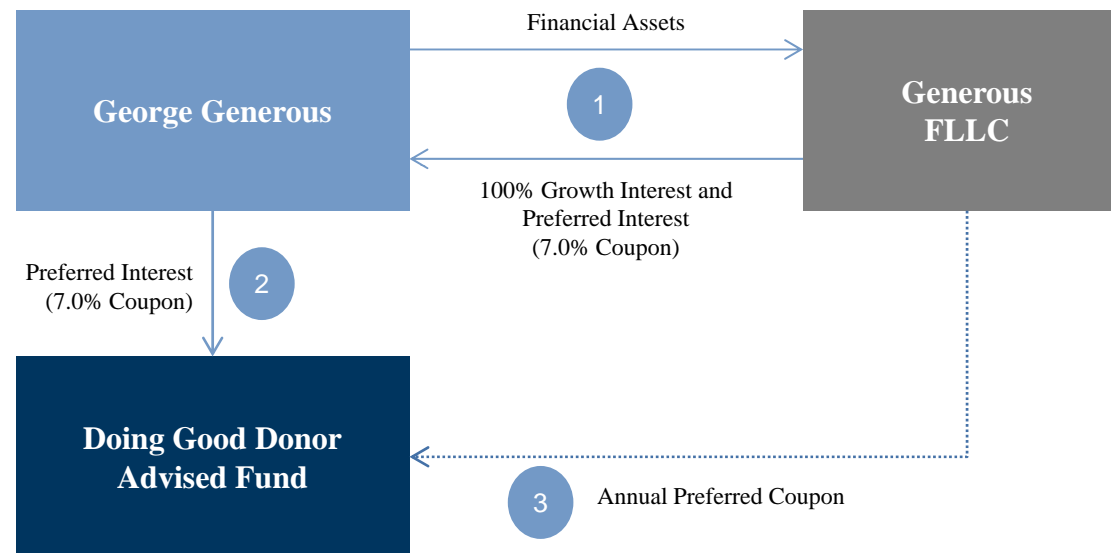 Financial Assets
George Generous
1
Generous
FLLC
100% Growth Interest and
Preferred Interest
(7.0% Coupon)
Preferred Interest
(7.0% Coupon)
2
Doing Good Donor
Advised Fund
3
Annual Preferred Coupon